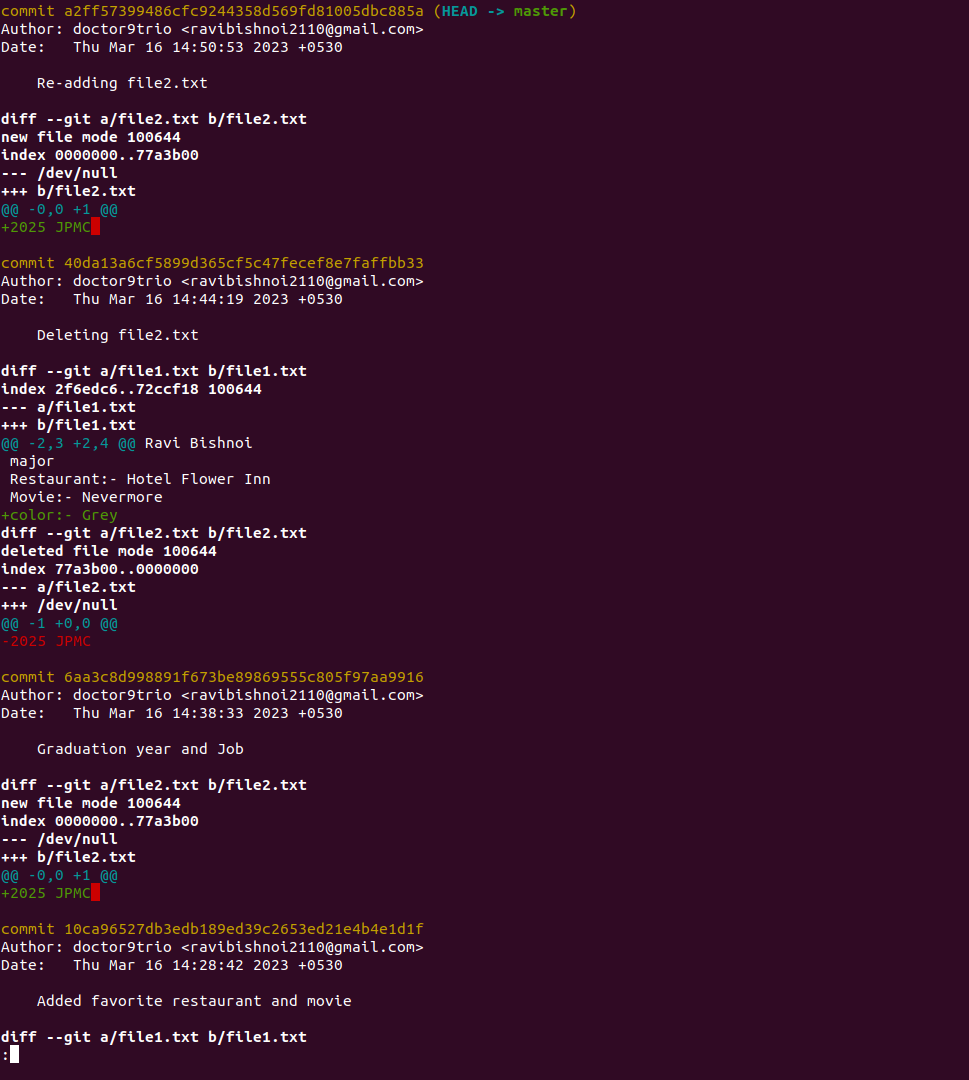 commit a2ff57399486cfc9244358d569fd81005dbc885a (HEAD -> master)
Author: doctor9trio <ravibishnoi2110@gmail.com>
Date:   Thu Mar 16 14:50:53 2023 +0530

    Re-adding file2.txt

diff --git a/file2.txt b/file2.txt
new file mode 100644
index 0000000..77a3b00
--- /dev/null
+++ b/file2.txt
@@ -0,0 +1 @@
+2025 JPMC

commit 40da13a6cf5899d365cf5c47fecef8e7faffbb33
Author: doctor9trio <ravibishnoi2110@gmail.com>
Date:   Thu Mar 16 14:44:19 2023 +0530

    Deleting file2.txt

diff --git a/file1.txt b/file1.txt
index 2f6edc6..72ccf18 100644
--- a/file1.txt
+++ b/file1.txt
@@ -2,3 +2,4 @@ Ravi Bishnoi
 major
 Restaurant:- Hotel Flower Inn
 Movie:- Nevermore
+color:- Grey
diff --git a/file2.txt b/file2.txt
deleted file mode 100644
index 77a3b00..0000000
--- a/file2.txt
+++ /dev/null
@@ -1 +0,0 @@
-2025 JPMC

commit 6aa3c8d998891f673be89869555c805f97aa9916
Author: doctor9trio <ravibishnoi2110@gmail.com>
Date:   Thu Mar 16 14:38:33 2023 +0530

    Graduation year and Job

diff --git a/file2.txt b/file2.txt
new file mode 100644
index 0000000..77a3b00
--- /dev/null
+++ b/file2.txt
@@ -0,0 +1 @@
+2025 JPMC

commit 10ca96527db3edb189ed39c2653ed21e4b4e1d1f
Author: doctor9trio <ravibishnoi2110@gmail.com>
Date:   Thu Mar 16 14:28:42 2023 +0530

    Added favorite restaurant and movie

diff --git a/file1.txt b/file1.txt
: